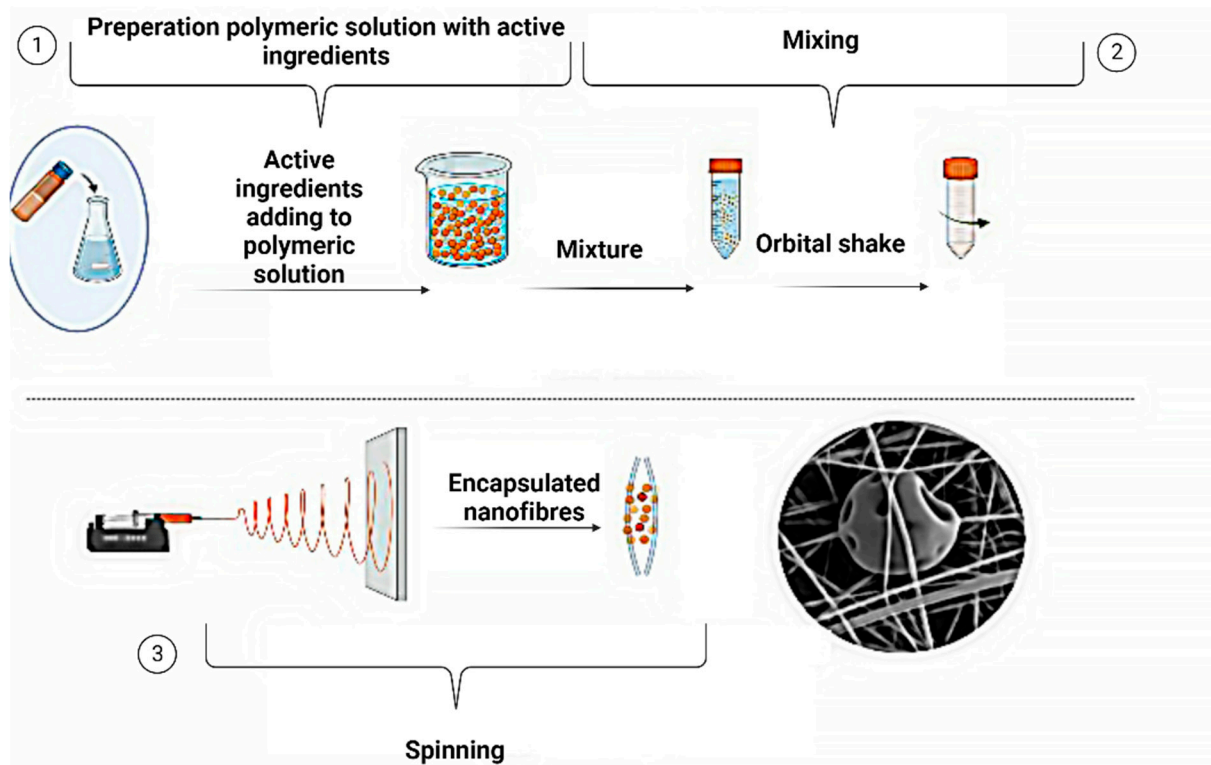 1
Preperation polymeric solution with active
ingredients
Mixing
2
Active
ingredients
adding to
polymeric
solution
Mixture
Orbital shake
Encapsulated
nanofibres
3
Spinning